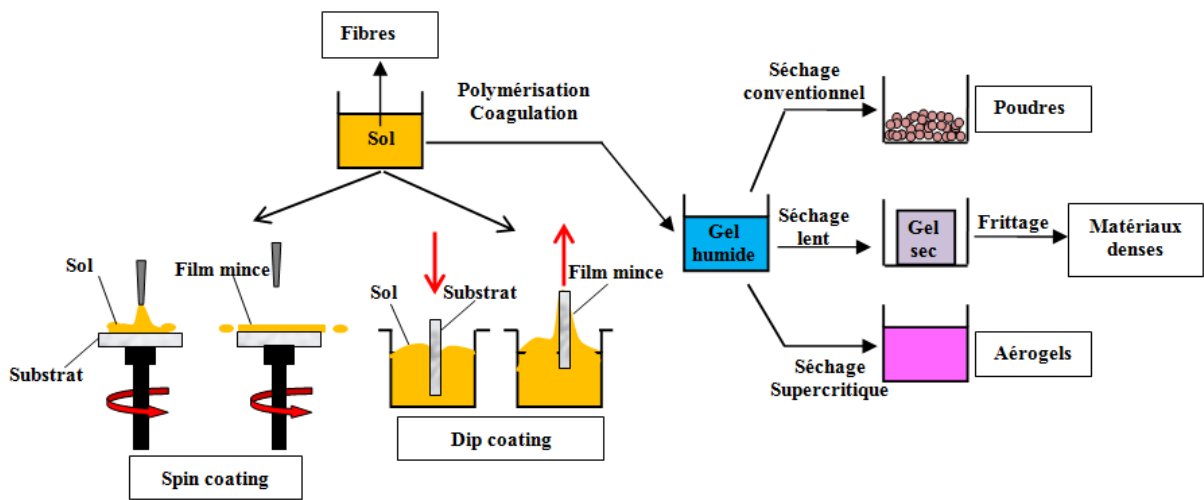 Fibres
Sol
Polymérisation
Coagulation
Séchage
conventionnel
Poudres
Gel
humide
Séchage
lent
Gel
sec
Frittage
Matériaux
denses
Séchage
Supercritique
Aérogels
Sol
Film mince
Substrat
Spin coating
Sol
Substrat
Film mince
Dip coating